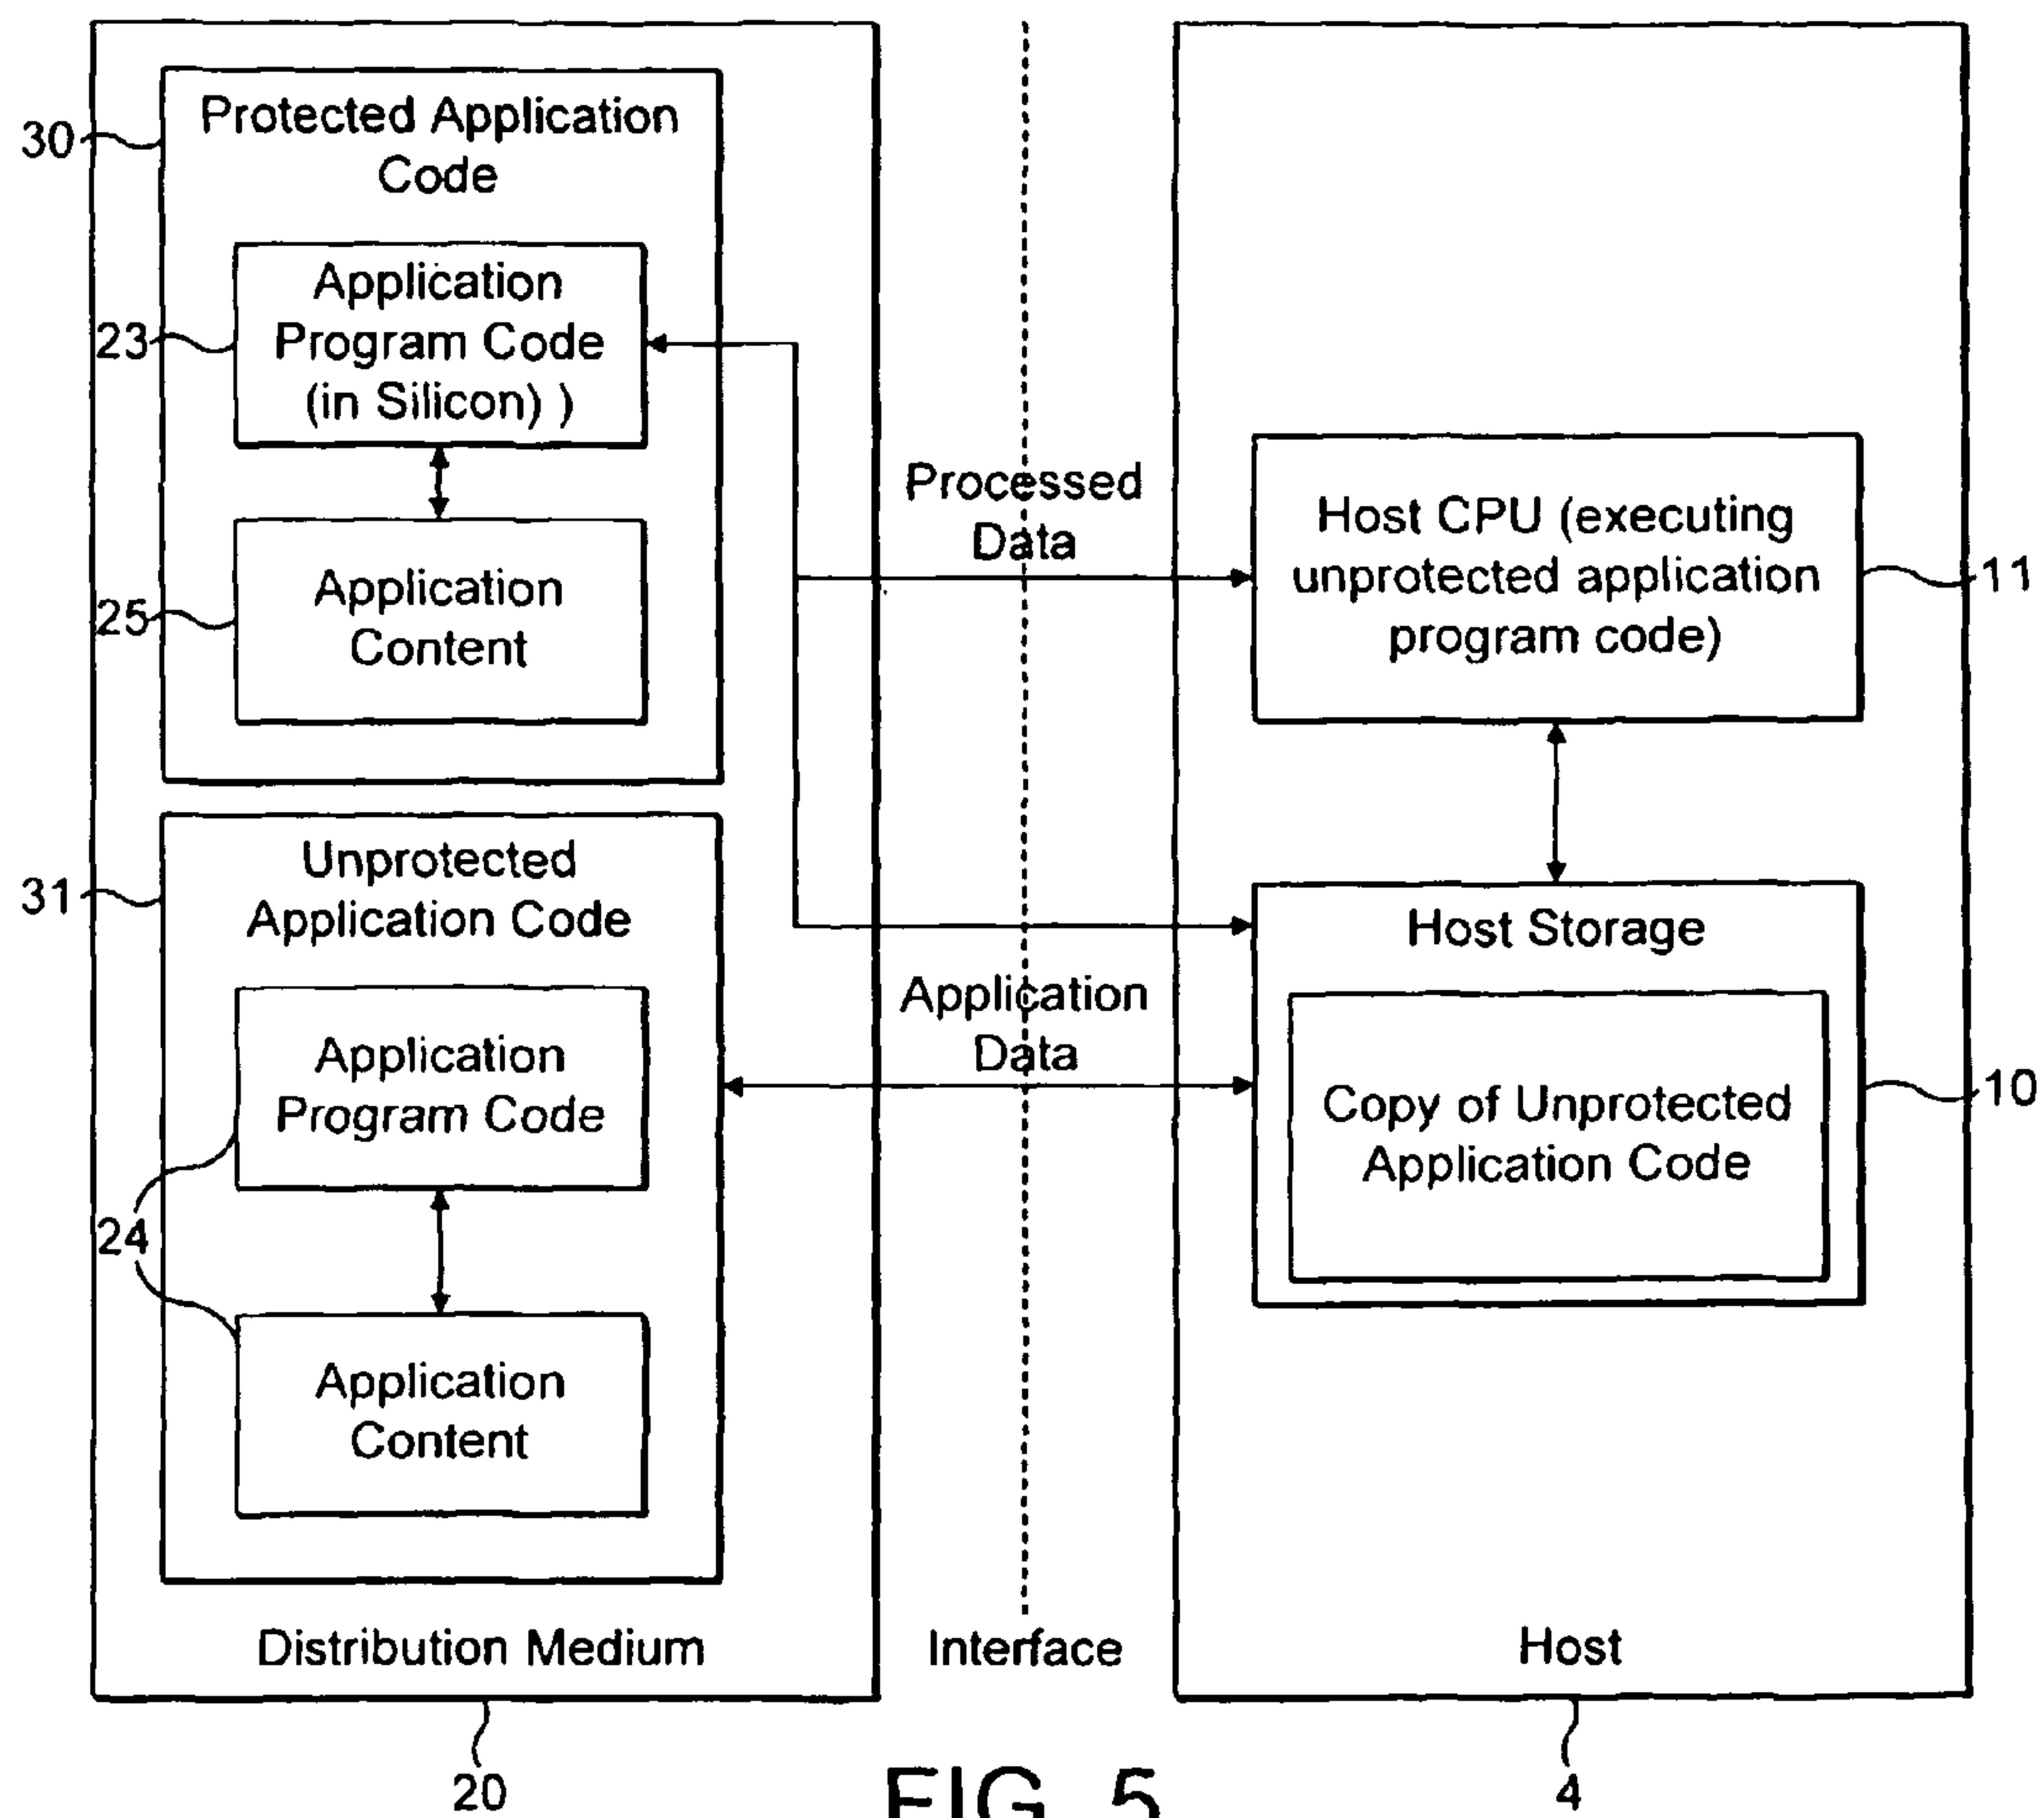 Protected Application
Code
30
Application
Program Code
(in Silicon) )
23
Application
Content
25
Unprotected
Application Code
31
Application
Program Code
24
Application
Content
Distribution Medium
20
Processed
Data
Application
Data
Interface
Host CPU (executing
unprotected application
program code)
11
Host Storage
Copy of Unprotected
Application Code
10
Host
4
FIG. 5